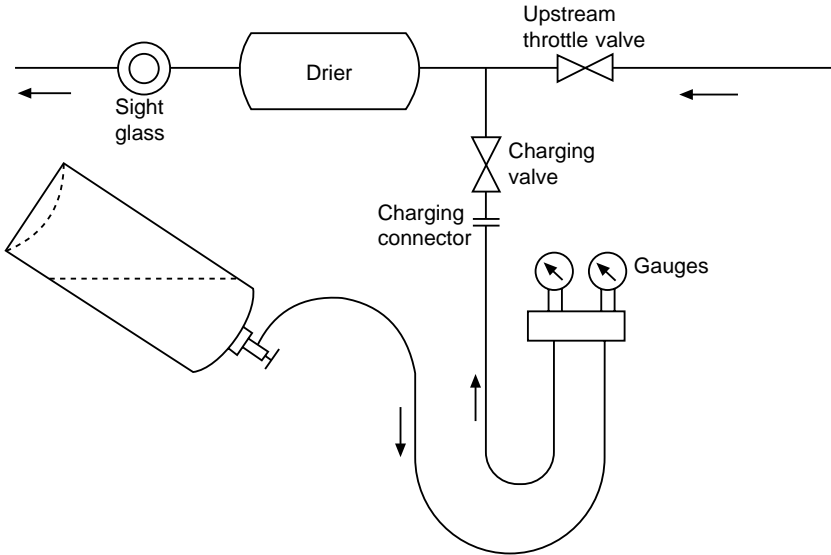 Upstream
throttle valve
Drier
Sight
glass
Charging
valve
Charging
connector
Gauges